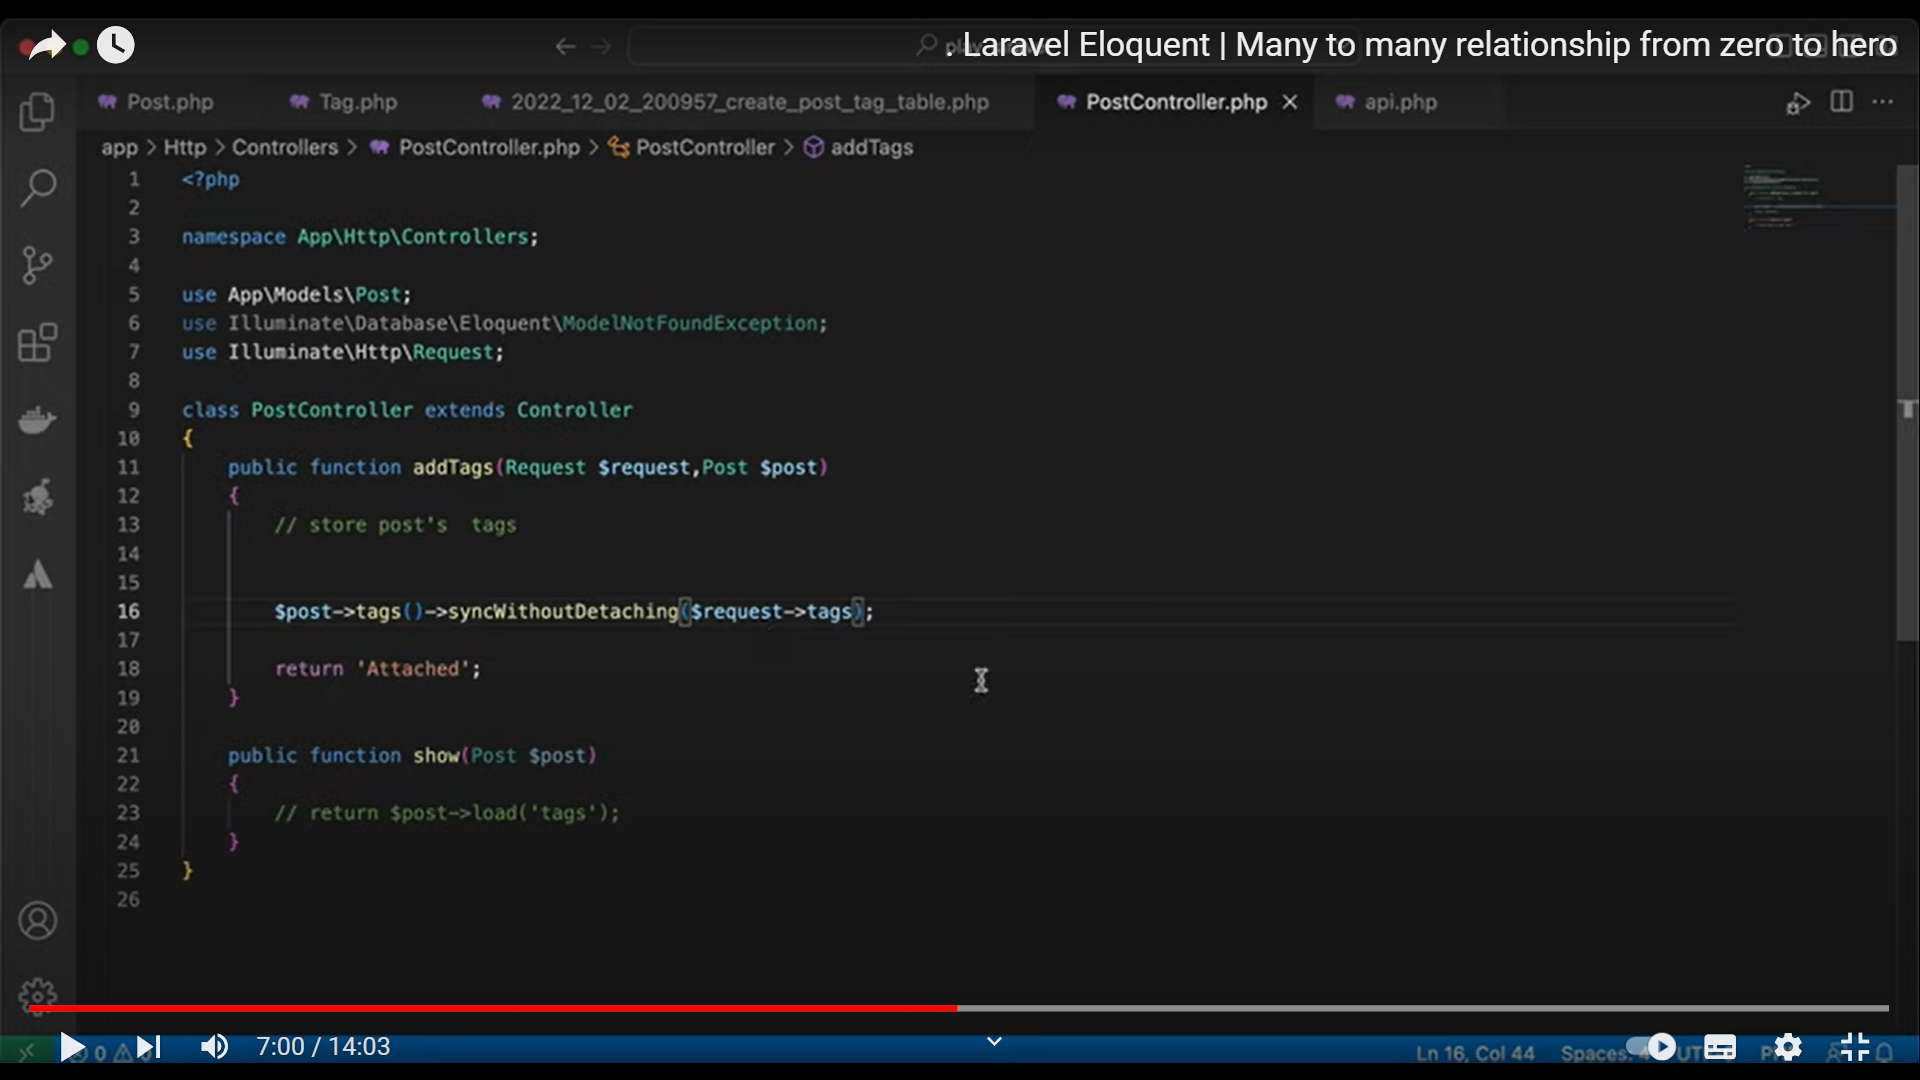 . Laravel Eloquent | Many to many relationship from zero to hero
Post.php
Tag.php
2022_12_02_200957_create_post_tag_table.php
PostController.php
api.php
app > Http > Controllers > PostController.php > PostController > addTags
1 <?php
2
3 namespace App\Http\Controllers;
4
5 use App\Models\Post;
6 use Illuminate\Database\Eloquent\ModelNotFoundException;
7 use Illuminate\Http\Request;
8
9 class PostController extends Controller
10 {
11 public function addTags(Request $request,Post $post)
12 {
13 // store post's  tags
14
15
16 $post->tags()->syncWithoutDetaching($request->tags);
17
18 return 'Attached';
19 }
20
21 public function show(Post $post)
22 {
23 // return $post->load('tags');
24 }
25 }
26
7:00 / 14:03
0
Ln 16, Col 44
Spaces: 4